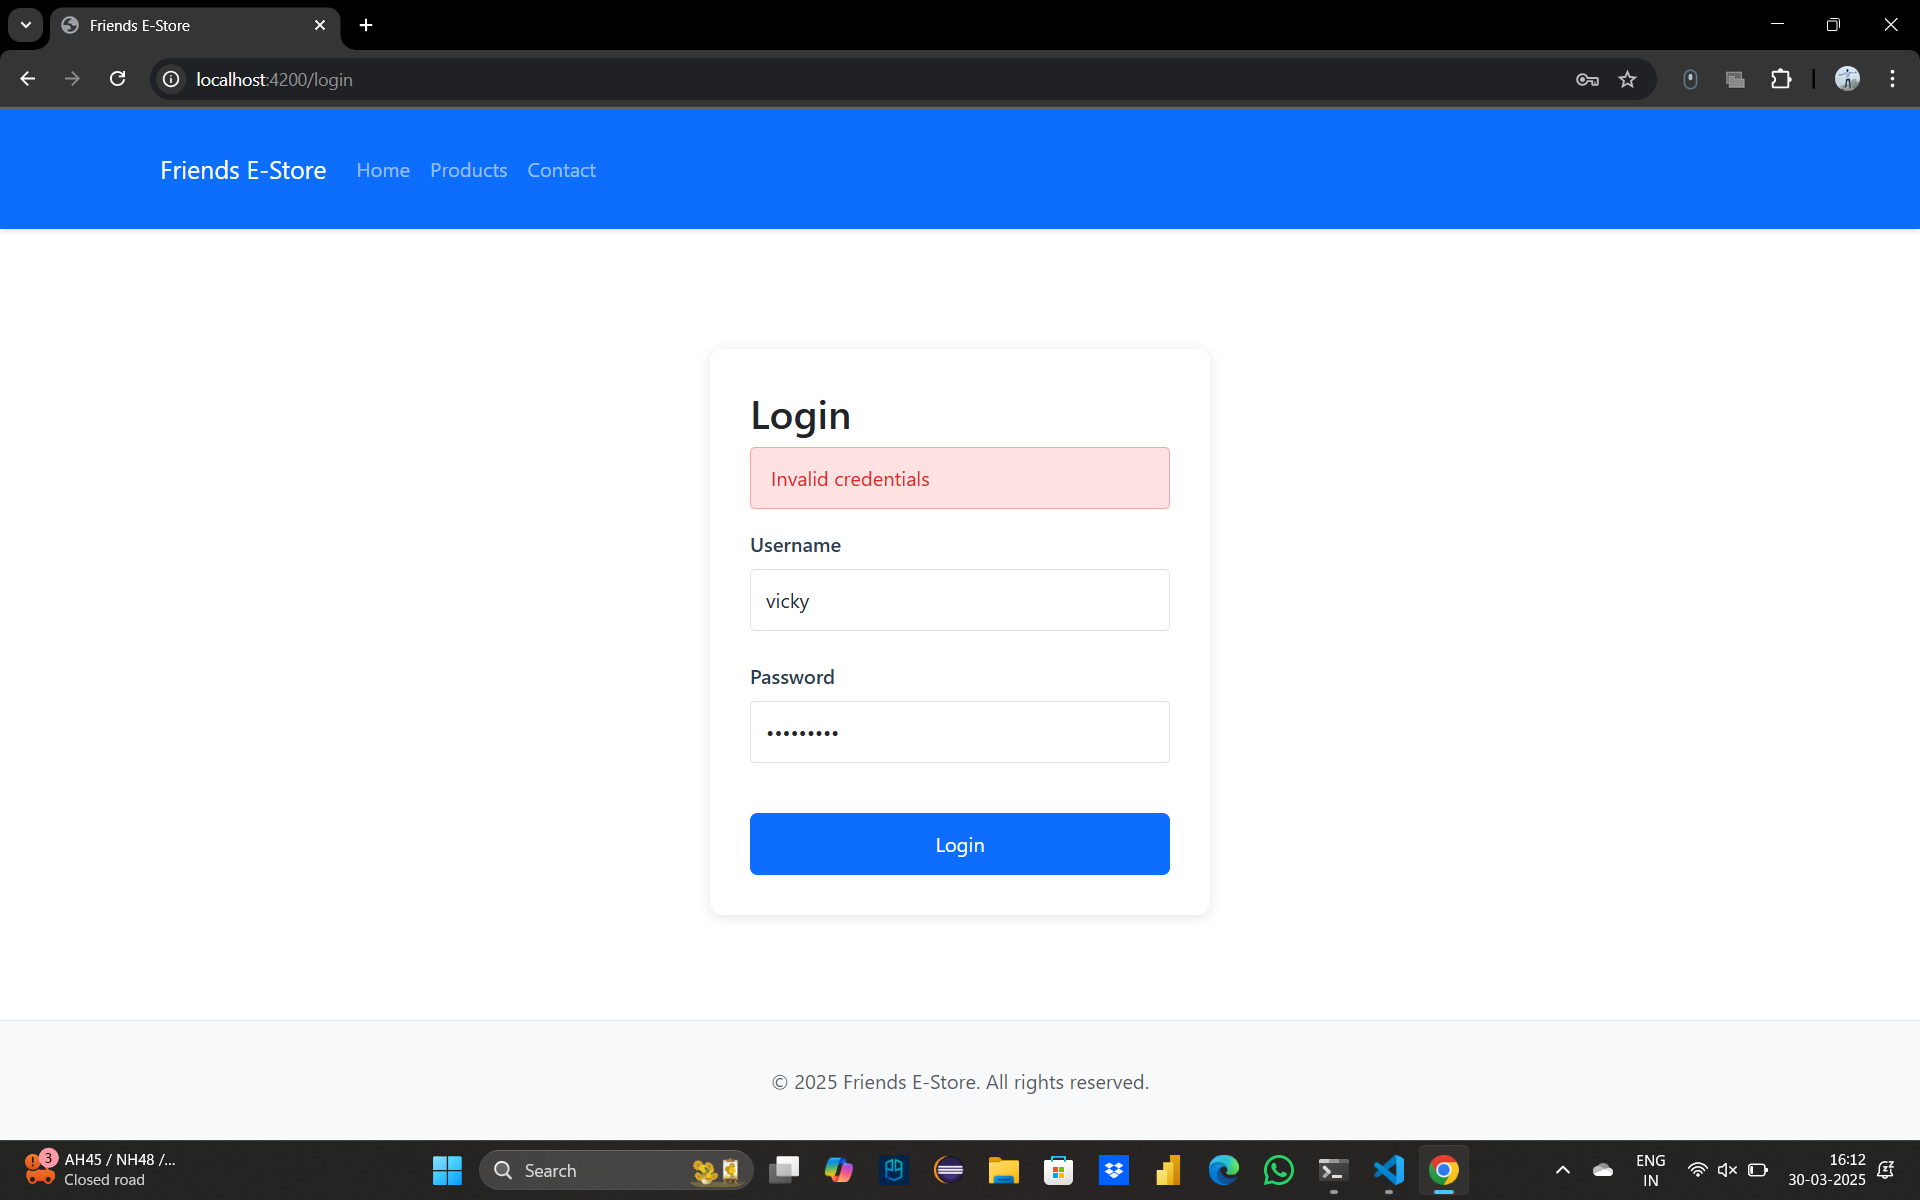 Friends E-Store
localhost:4200/login
Friends E-Store Home Products Contact
Login
Invalid credentials
Username
vicky
Password
•••••••••
Login
© 2025 Friends E-Store. All rights reserved.
3
AH45 / NH48 /...
Closed road
Search
ENG
IN
16:12
30-03-2025